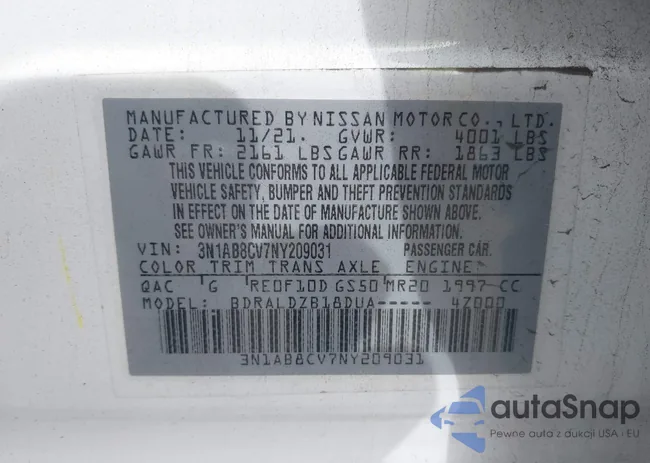 MANUFACTURED BY NISSAN MOTOR CO., LTD.
DATE: 11/21. GVWR: 4001 LBS
GAWR FR: 2161 LBS GAWR RR: 1863 LBS
THIS VEHICLE CONFORMS TO ALL APPLICABLE FEDERAL MOTOR
VEHICLE SAFETY, BUMPER AND THEFT PREVENTION STANDARDS
IN EFFECT ON THE DATE OF MANUFACTURE SHOWN ABOVE.
SEE OWNER'S MANUAL FOR ADDITIONAL INFORMATION.
VIN: 3N1AB8CV7NY209031 PASSENGER CAR.
COLOR TRIM TRANS AXLE ENGINE
QAC G RE0F10D GS50 MR20 1997-CC
MODEL: BDRALDZB18DUA----- 4Z000
3N1AB8CV7NY209031
autaSnap
Pewne auta z dukcji USA i EU